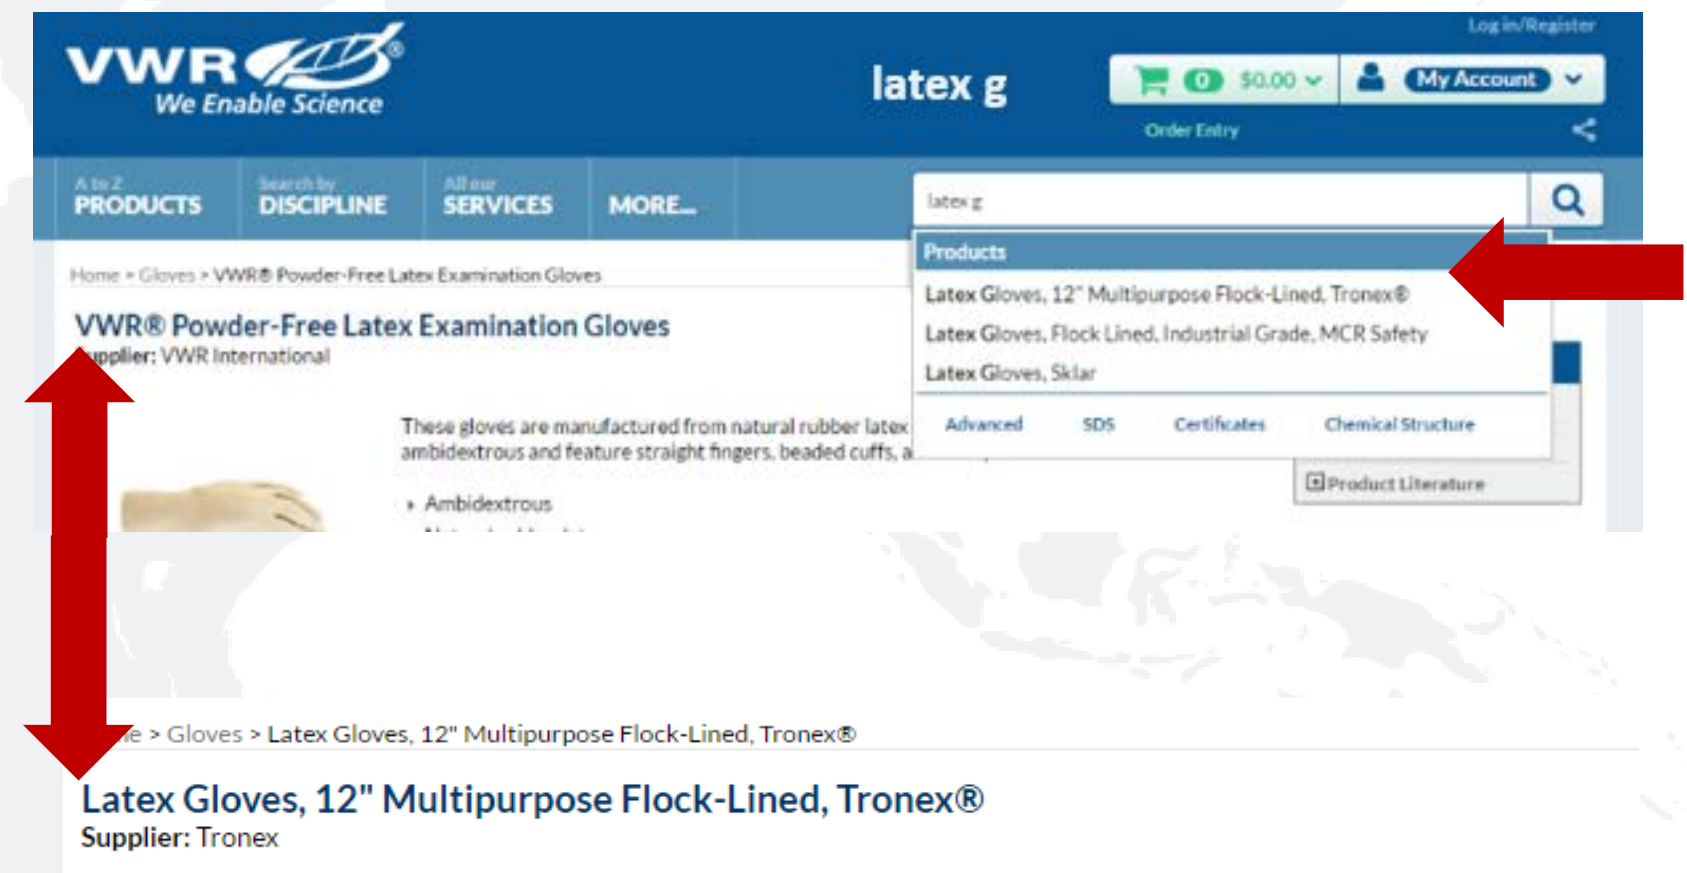 Log in/Register
VWR®
We Enable Science
latex g
0 $0.00
My Account
Order Entry
A to Z
PRODUCTS
Search by
DISCIPLINE
All our
SERVICES
MORE...
latex g
Products
Home > Gloves > VWR® Powder-Free Latex Examination Gloves
Latex Gloves, 12" Multipurpose Flock-Lined, Tronex®
VWR® Powder-Free Latex Examination Gloves
Latex Gloves, Flock Lined, Industrial Grade, MCR Safety
Supplier: VWR International
Latex Gloves, Sklar
These gloves are manufactured from natural rubber latex
Advanced SDS Certificates Chemical Structure
ambidextrous and feature straight fingers, beaded cuffs, a
Product Literature
Ambidextrous
> Gloves > Latex Gloves, 12" Multipurpose Flock-Lined, Tronex®
Latex Gloves, 12" Multipurpose Flock-Lined, Tronex®
Supplier: Tronex